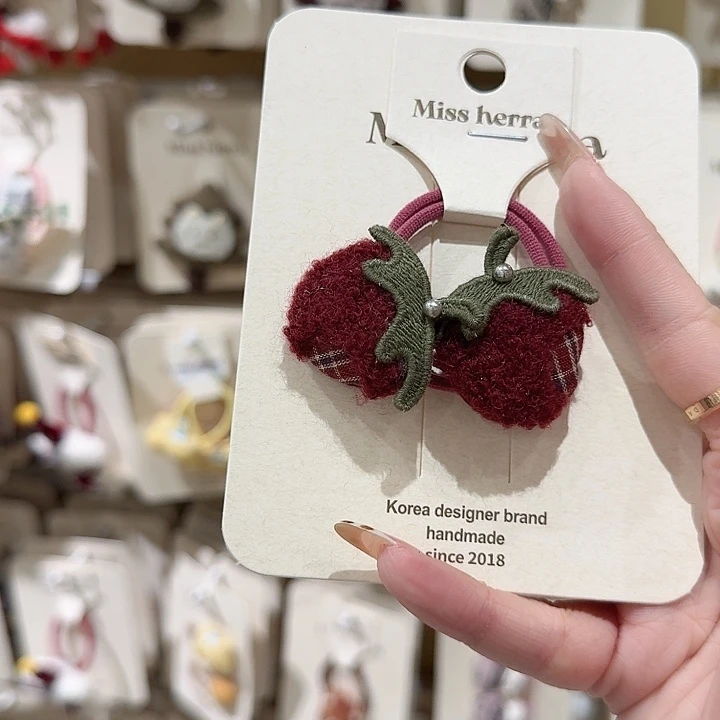 Miss herra
Korea designer brand
handmade
since 2018